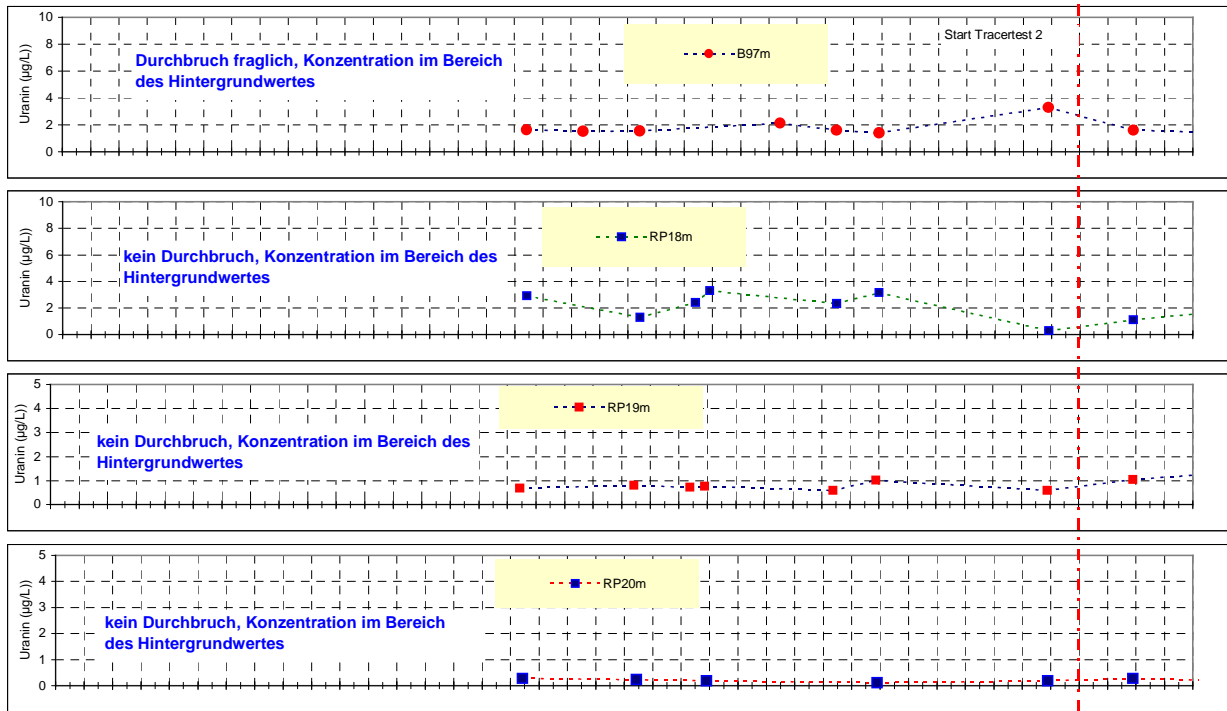 Uranin (µg/L))
10
8
6
4
2
0
Durchbruch fraglich, Konzentration im Bereich
des Hintergrundwertes
B97m
Start Tracertest 2
Uranin (µg/L))
10
8
6
4
2
0
kein Durchbruch, Konzentration im Bereich des
Hintergrundwertes
RP18m
Uranin (µg/L))
5
4
3
2
1
0
kein Durchbruch, Konzentration im Bereich des
Hintergrundwertes
RP19m
Uranin (µg/L))
5
4
3
2
1
0
kein Durchbruch, Konzentration im Bereich
des Hintergrundwertes
RP20m